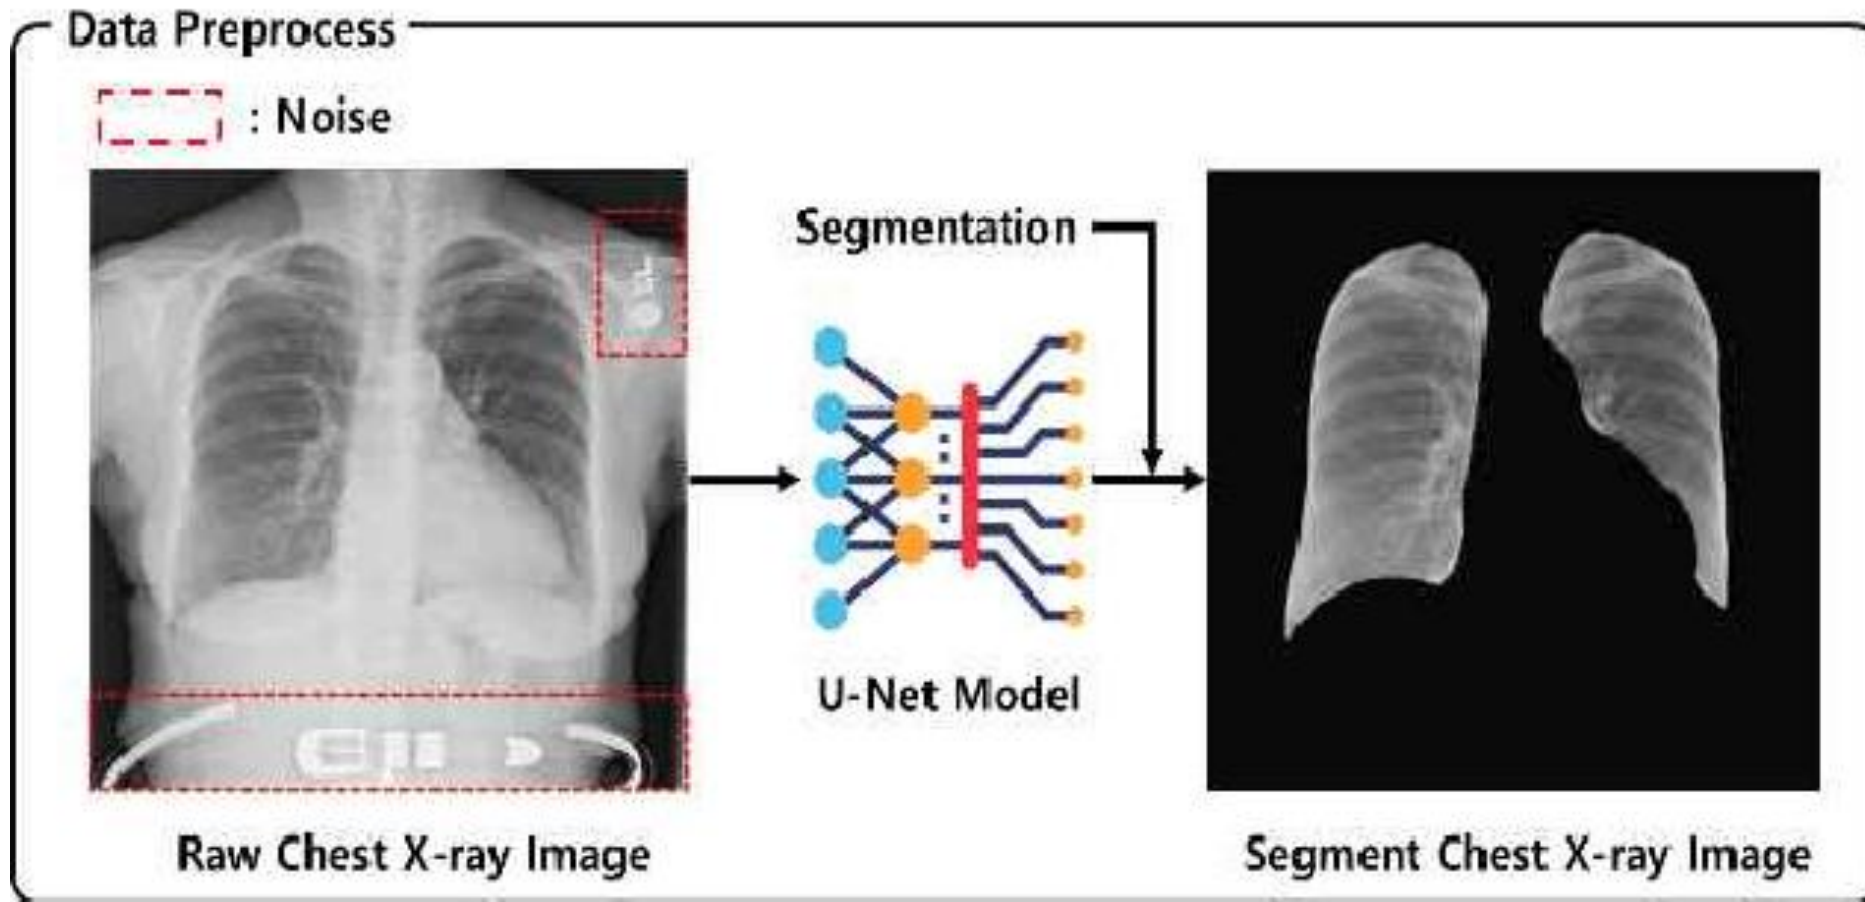 Data Preprocess
: Noise
Segmentation
U-Net Model
Raw Chest X-ray Image
Segment Chest X-ray Image